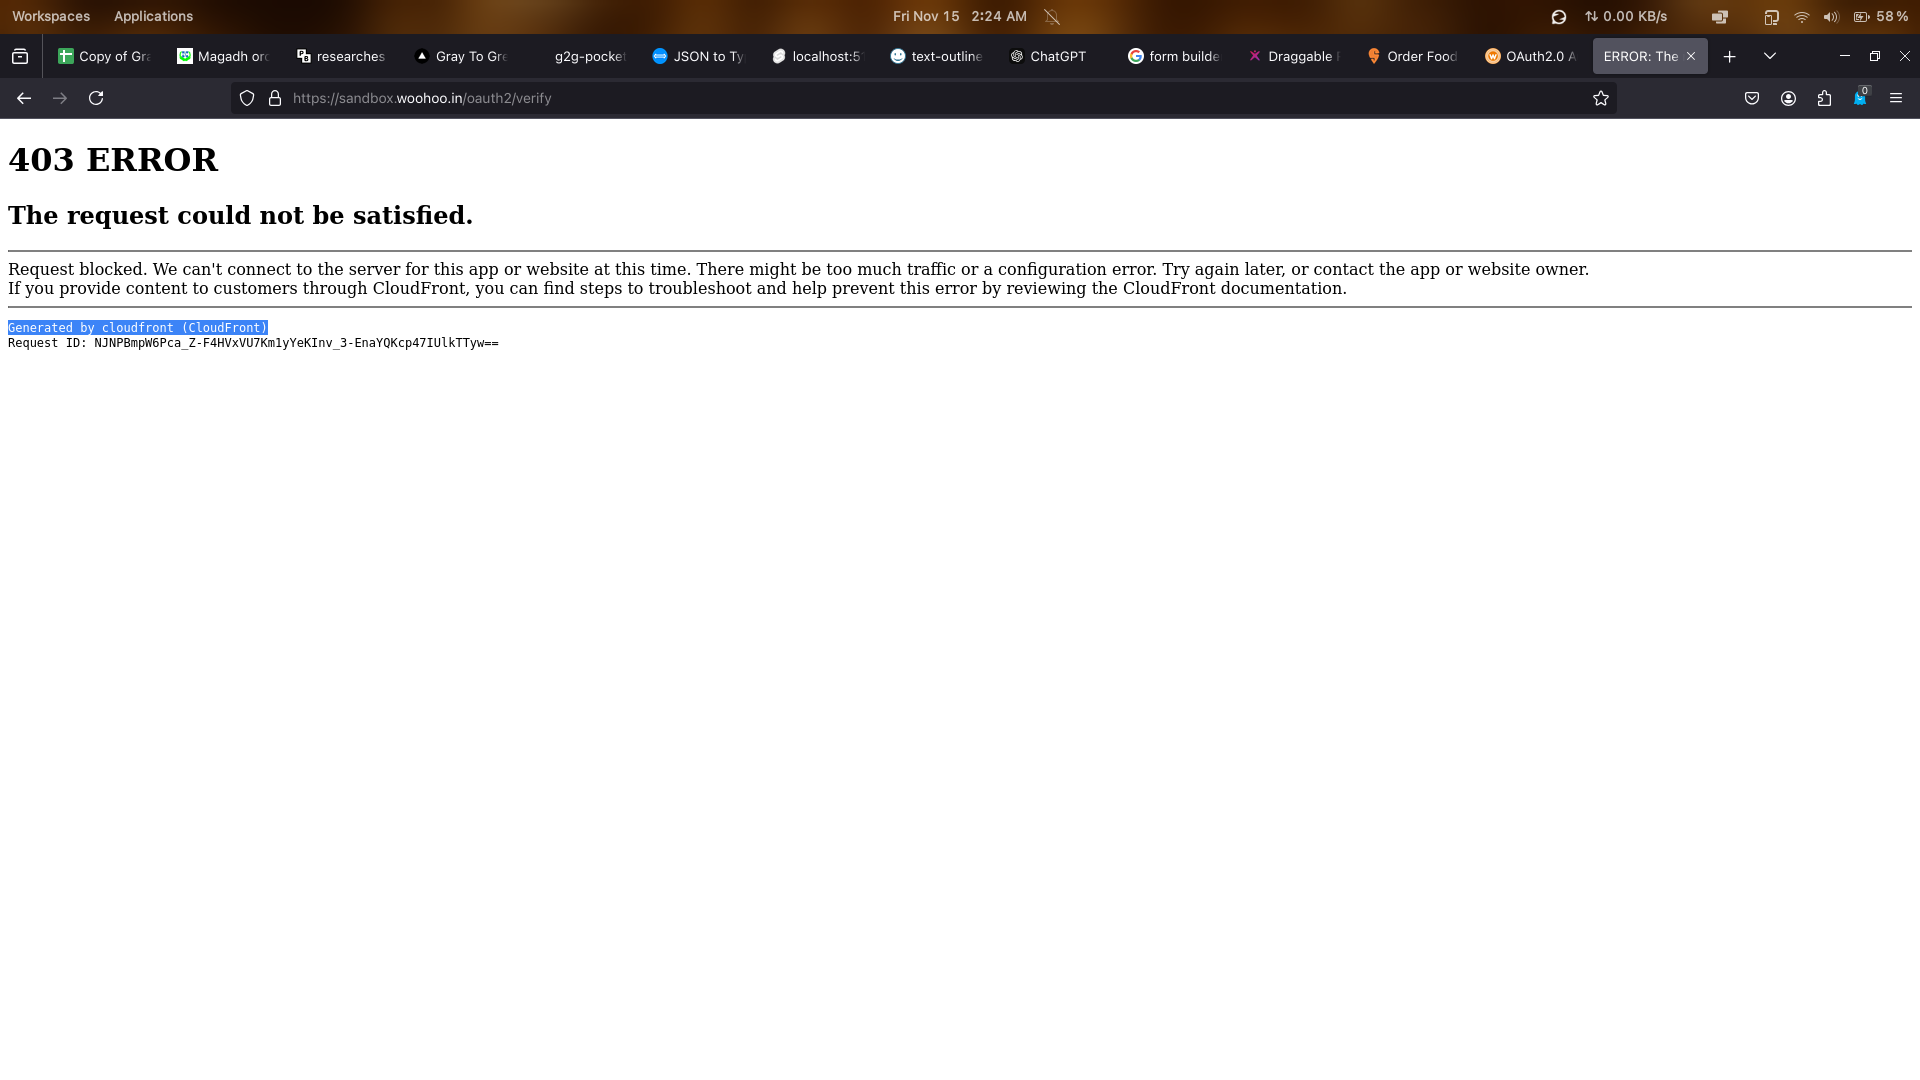 Workspaces Applications Fri Nov 15 2:24 AM 0.00 KB/s 58 %
Copy of Gra Magadh ord researches Gray To Gre g2g-pocket JSON to Ty localhost:5 text-outline ChatGPT form builde Draggable Order Food OAuth2.0 A ERROR: The
https://sandbox.woohoo.in/oauth2/verify 0
403 ERROR
The request could not be satisfied.
Request blocked. We can't connect to the server for this app or website at this time. There might be too much traffic or a configuration error. Try again later, or contact the app or website owner.
If you provide content to customers through CloudFront, you can find steps to troubleshoot and help prevent this error by reviewing the CloudFront documentation.
Generated by cloudfront (CloudFront)
Request ID: NJNPBmpW6Pca_Z-F4HVxVU7Km1yYeKInv_3-EnaYQKcp47IUlkTTyw==